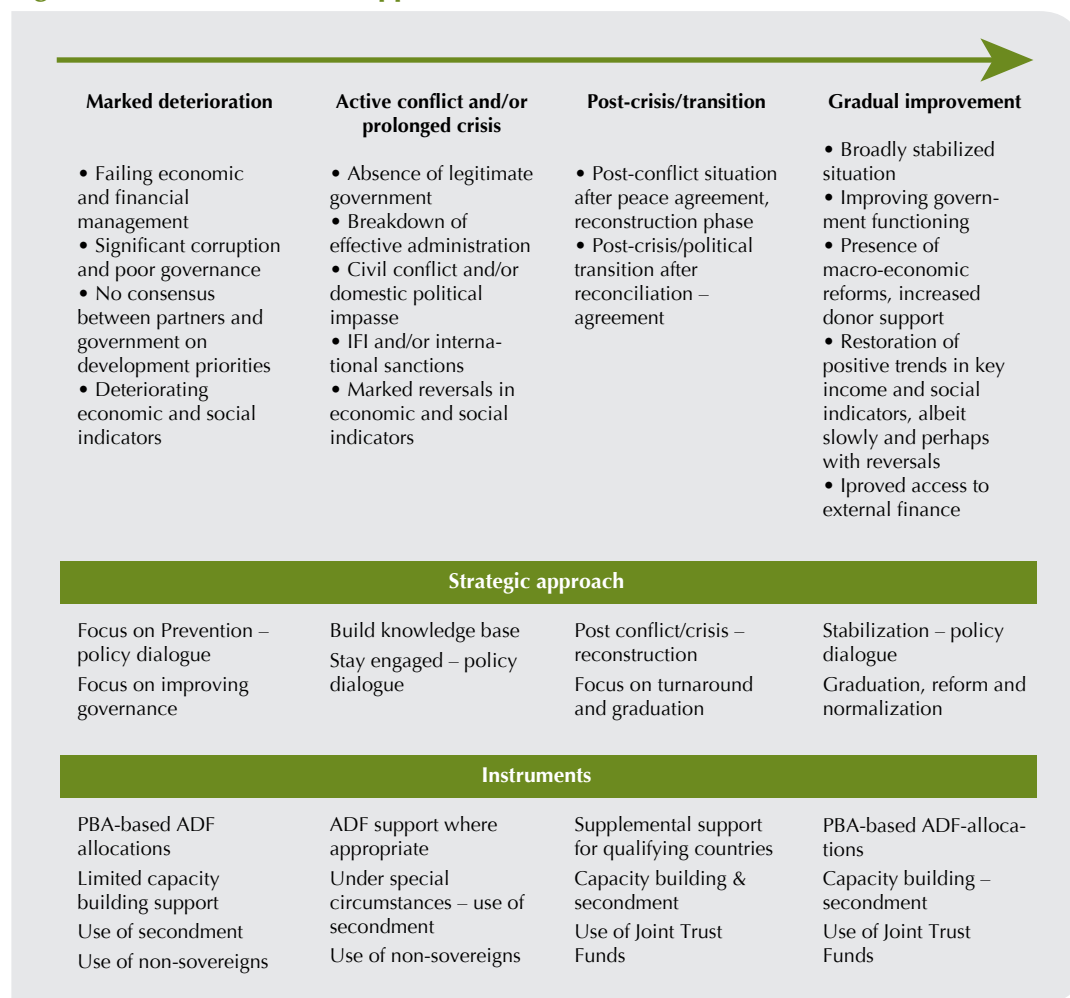 Marked deterioration
• Failing economic
and financial
management
• Significant corruption
and poor governance
• No consensus
between partners and
government on
development priorities
• Deteriorating
economic and social
indicators
Active conflict and/or
prolonged crisis
• Absence of legitimate
government
• Breakdown of
effective administration
• Civil conflict and/or
domestic political
impasse
• IFI and/or interna-
tional sanctions
• Marked reversals in
economic and social
indicators
Post-crisis/transition
• Post-conflict situation
after peace agreement,
reconstruction phase
• Post-crisis/political
transition after
reconciliation –
agreement
Gradual improvement
• Broadly stabilized
situation
• Improving govern-
ment functioning
• Presence of
macro-economic
reforms, increased
donor support
• Restoration of
positive trends in key
income and social
indicators, albeit
slowly and perhaps
with reversals
• Iproved access to
external finance
Strategic approach
Focus on Prevention –
policy dialogue
Focus on improving
governance
Build knowledge base
Stay engaged – policy
dialogue
Post conflict/crisis –
reconstruction
Focus on turnaround
and graduation
Stabilization – policy
dialogue
Graduation, reform and
normalization
Instruments
PBA-based ADF
allocations
Limited capacity
building support
Use of secondment
Use of non-sovereigns
ADF support where
appropriate
Under special
circumstances – use of
secondment
Use of non-sovereigns
Supplemental support
for qualifying countries
Capacity building &
secondment
Use of Joint Trust
Funds
PBA-based ADF-alloca-
tions
Capacity building –
secondment
Use of Joint Trust
Funds